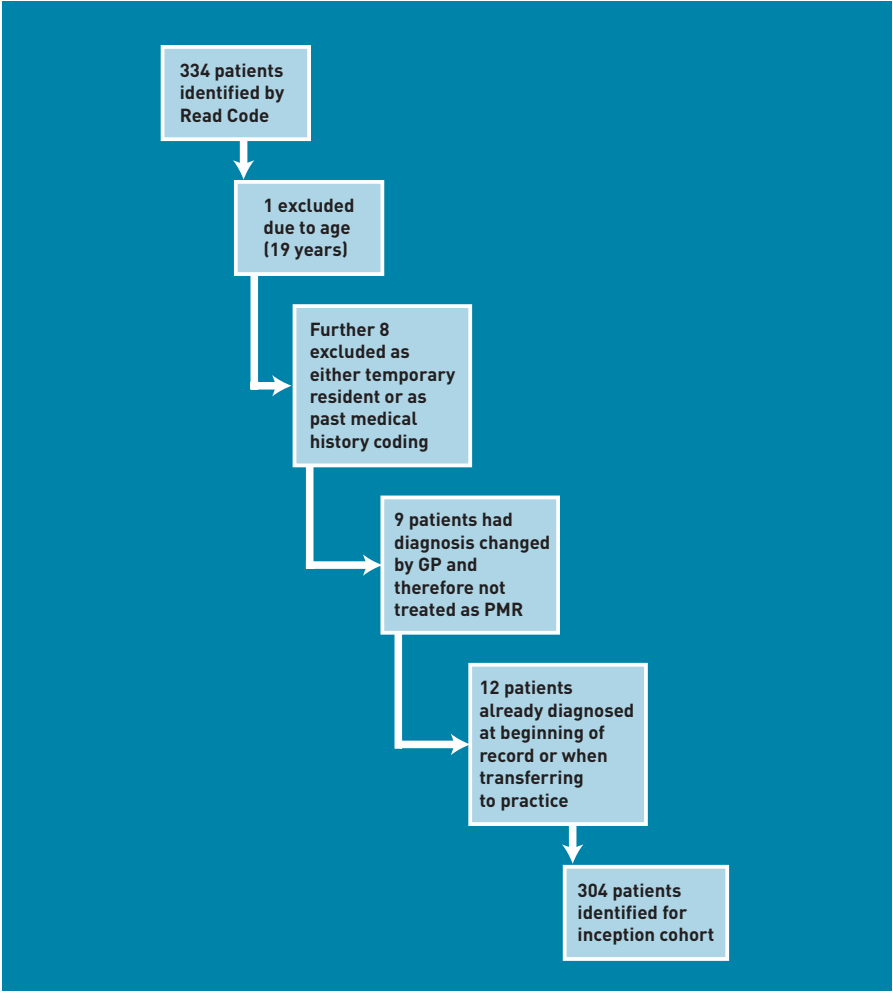 334 patients
identified by
Read Code
1 excluded
due to age
(19 years)
Further 8
excluded as
either temporary
resident or as
past medical
history coding
9 patients had
diagnosis changed
by GP and
therefore not
treated as PMR
12 patients
already diagnosed
at beginning of
record or when
transferring
to practice
304 patients
identified for
inception cohort